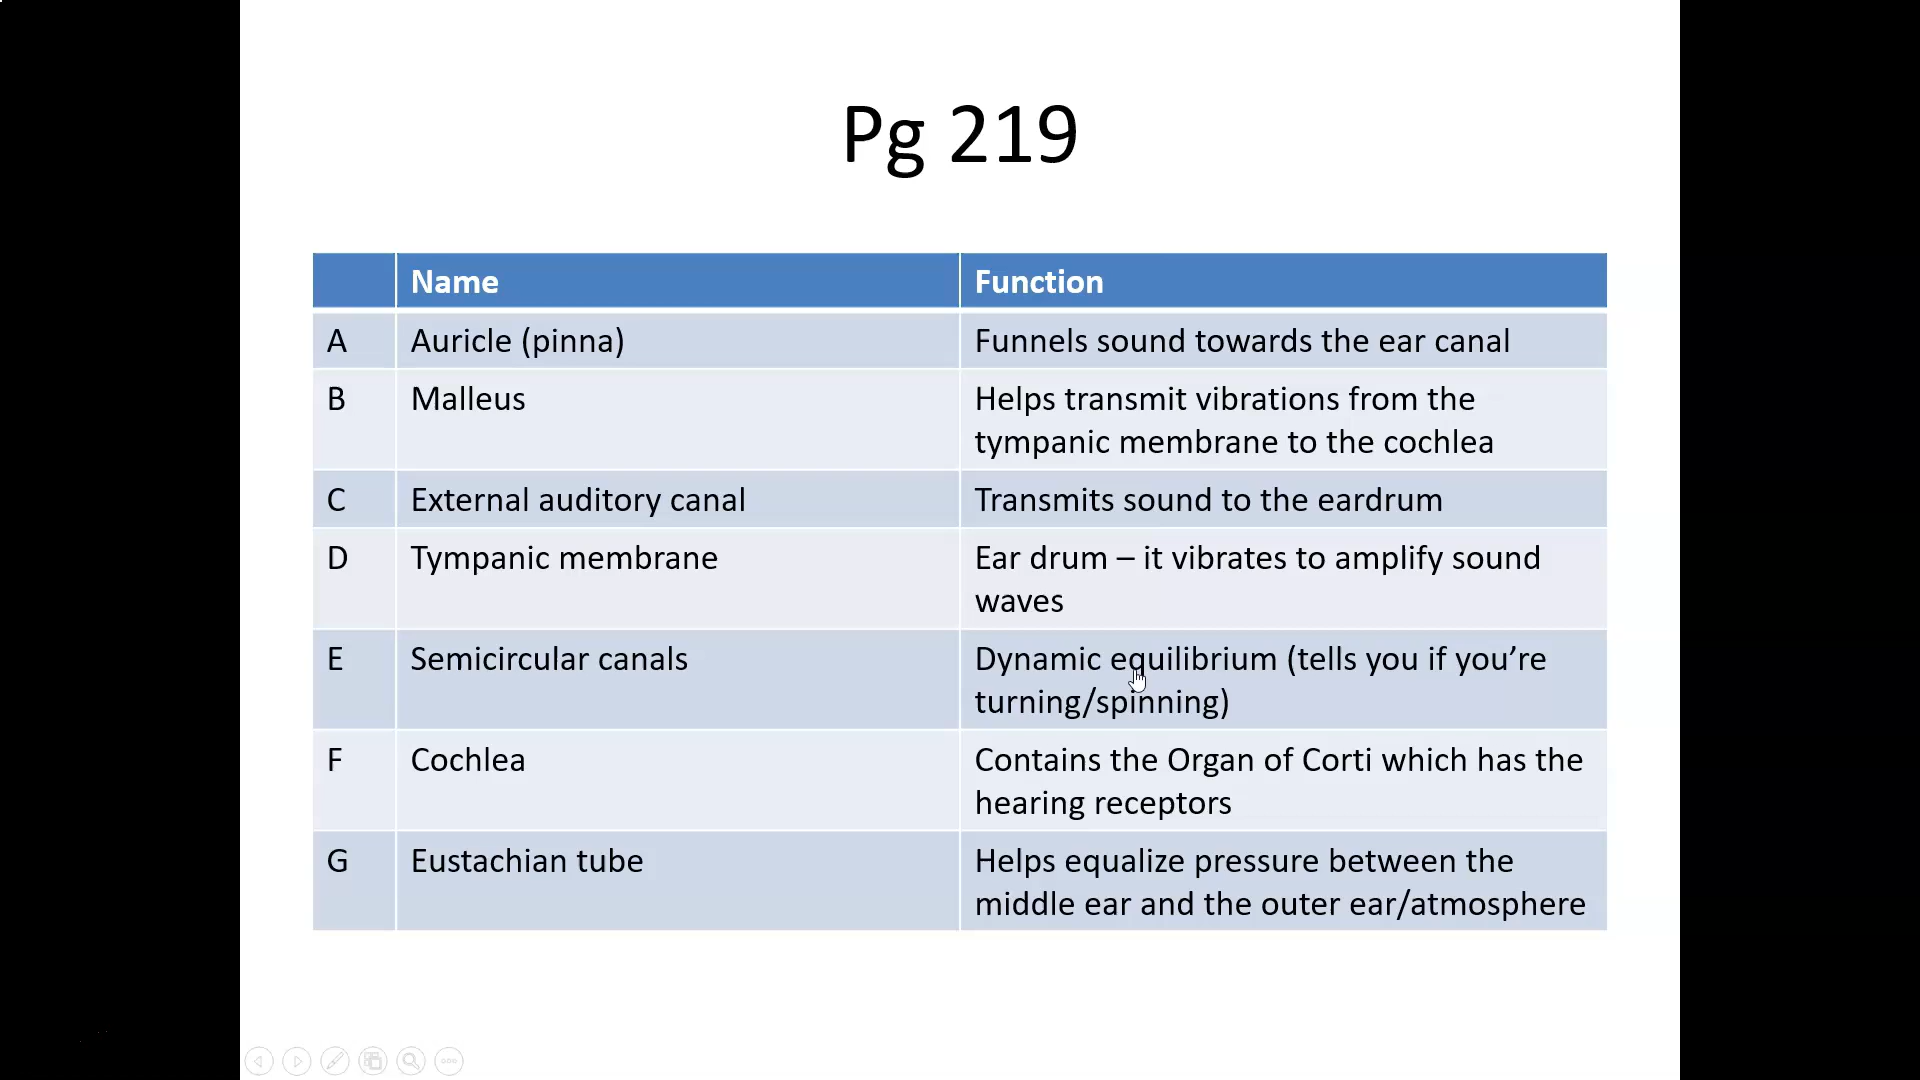 Pg 219
Name Function
A Auricle (pinna) Funnels sound towards the ear canal
B Malleus Helps transmit vibrations from the
tympanic membrane to the cochlea
C External auditory canal Transmits sound to the eardrum
D Tympanic membrane Ear drum – it vibrates to amplify sound
waves
E Semicircular canals Dynamic equilibrium (tells you if you’re
turning/spinning)
F Cochlea Contains the Organ of Corti which has the
hearing receptors
G Eustachian tube Helps equalize pressure between the
middle ear and the outer ear/atmosphere